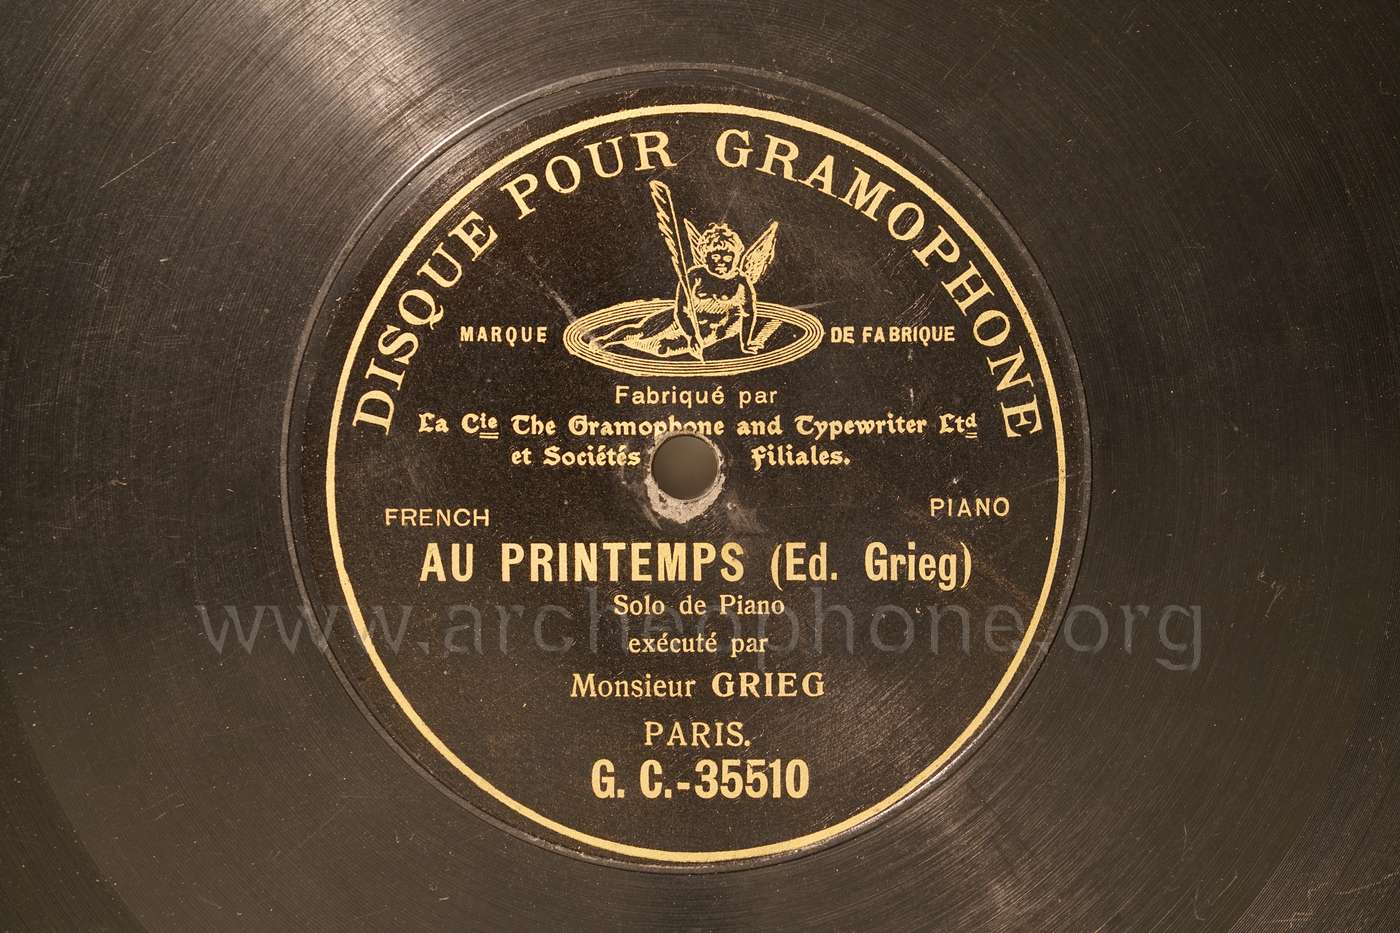 DISQUE POUR GRAMOPHONE
MARQUE DE FABRIQUE
Fabriqué par
La Cie The Gramophone and Typewriter Ltd
et Sociétés Filiales.
FRENCH PIANO
AU PRINTEMPS (Ed. Grieg)
Solo de Piano
www.archeophone.org
exécuté par
Monsieur GRIEG
PARIS.
G. C.-35510